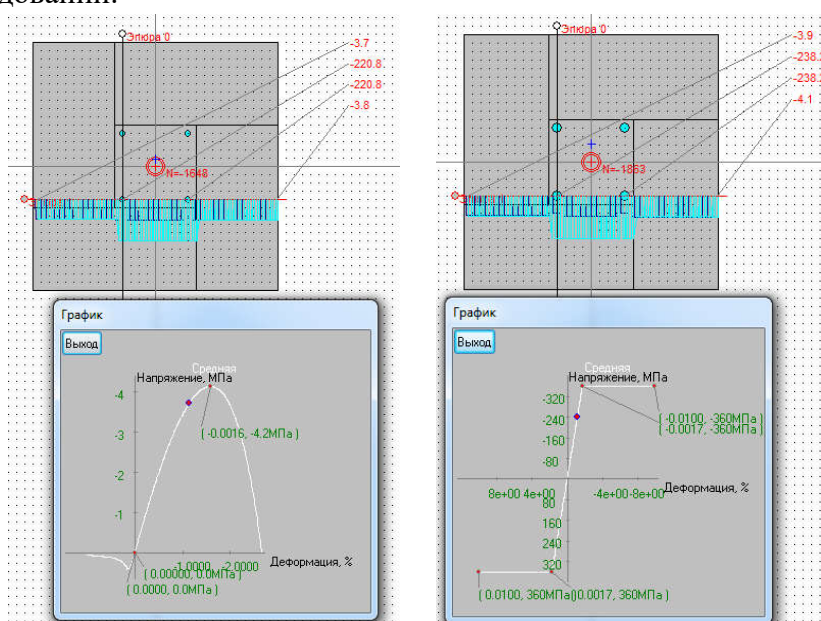 довании.
Эпюра 0
-3.7
-220.8
-220.8
-3.8
N=-1648
График
Выход
Средняя
Напряжение, МПа
-4
-3
-2
-1
( -0.0016, -4.2МПа )
-1.0000 -2.0000
Деформация, %
( 0.00000, 0.0МПа )
( 0.0000, 0.0МПа )
Эпюра 0
-3.9
-238.
-238.
-4.1
N=-1863
График
Выход
Средняя
Напряжение, МПа
-320
-240
-160
-80
( -0.0100, -360МПа )
( -0.0017, -360МПа )
8e+00 4e+00
-4e+00-8e+00
Деформация, %
80
160
240
320
( 0.0100, 360МПа )
0.0017, 360МПа )